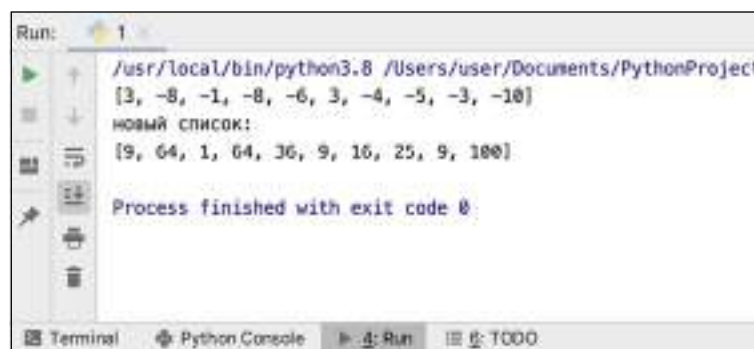 Run: 1
/usr/local/bin/python3.8 /Users/user/Documents/PythonProject
[3, -8, -1, -8, -6, 3, -4, -5, -3, -10]
новый список:
[9, 64, 1, 64, 36, 9, 16, 25, 9, 100]
Process finished with exit code 0
Terminal Python Console 4: Run 6: TODO